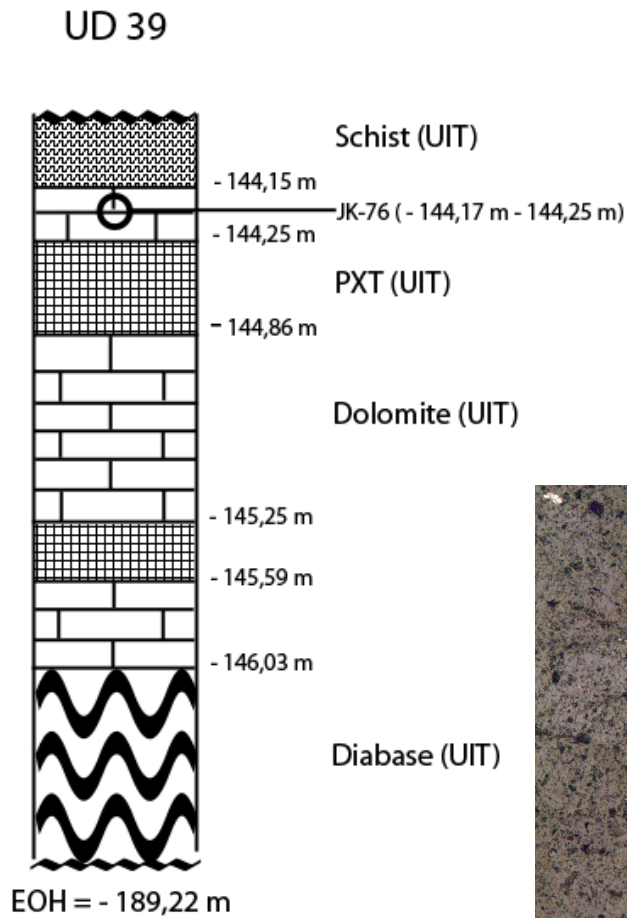 UD 39
Schist (UIT)
- 144,15 m
JK-76 ( - 144,17 m - 144,25 m)
- 144,25 m
PXT (UIT)
- 144,86 m
Dolomite (UIT)
- 145,25 m
- 145,59 m
- 146,03 m
Diabase (UIT)
EOH = - 189,22 m